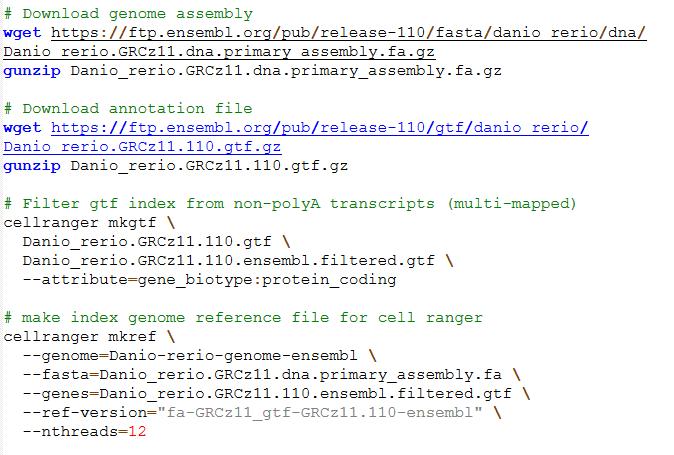 # Download genome assembly
wget https://ftp.ensembl.org/pub/release-110/fasta/danio_rerio/dna/
Danio_rerio.GRCz11.dna.primary_assembly.fa.gz
gunzip Danio_rerio.GRCz11.dna.primary_assembly.fa.gz

# Download annotation file
wget https://ftp.ensembl.org/pub/release-110/gtf/danio_rerio/
Danio_rerio.GRCz11.110.gtf.gz
gunzip Danio_rerio.GRCz11.110.gtf.gz

# Filter gtf index from non-polyA transcripts (multi-mapped)
cellranger mkgtf \
  Danio_rerio.GRCz11.110.gtf \
  Danio_rerio.GRCz11.110.ensembl.filtered.gtf \
  --attribute=gene_biotype:protein_coding

# make index genome reference file for cell ranger
cellranger mkref \
  --genome=Danio-rerio-genome-ensembl \
  --fasta=Danio_rerio.GRCz11.dna.primary_assembly.fa \
  --genes=Danio_rerio.GRCz11.110.ensembl.filtered.gtf \
  --ref-version="fa-GRCz11_gtf-GRCz11.110-ensembl" \
  --nthreads=12